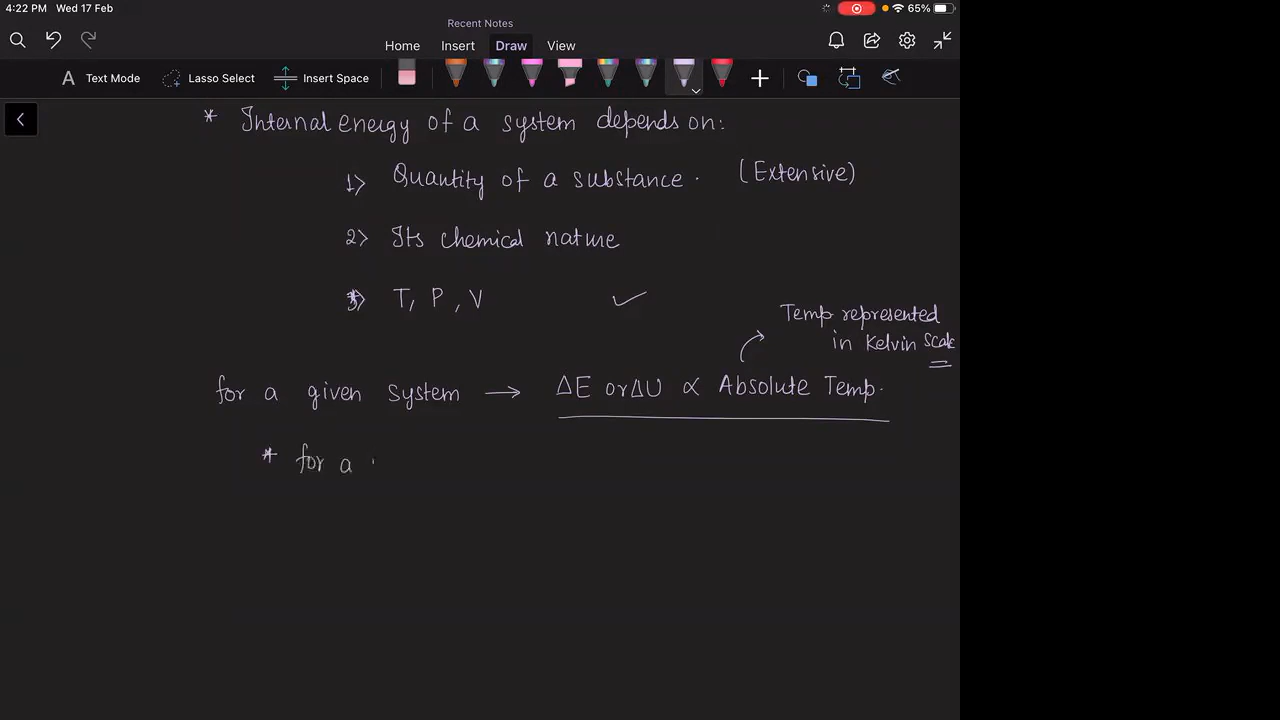 4:22 PM Wed 17 Feb
65%
Recent Notes
Home Insert Draw View
A Text Mode Lasso Select Insert Space
* Internal energy of a system depends on:
1> Quantity of a substance. (Extensive)
2> Its chemical nature
3> T, P, V ✓
Temp represented
in Kelvin Scale
for a given system → ΔE or ΔU ∝ Absolute Temp.
* for a